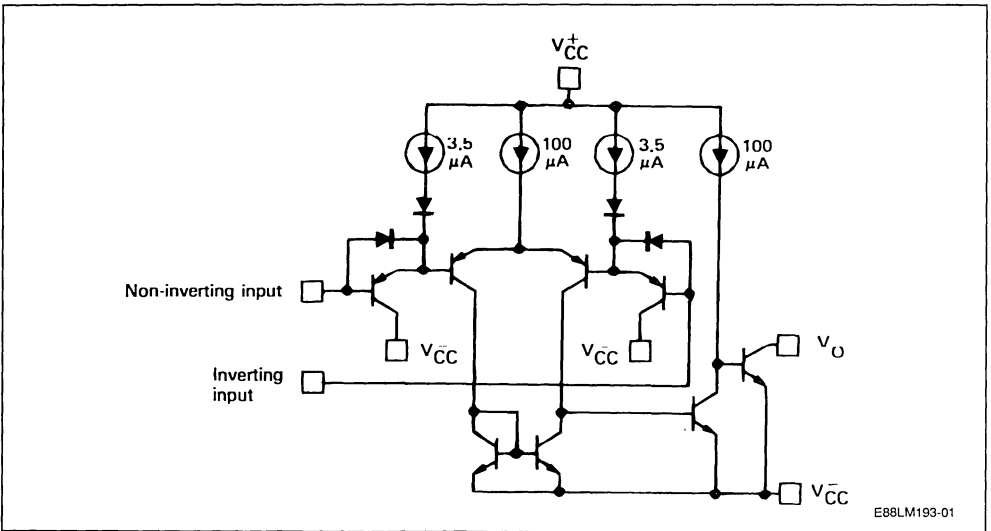 V+CC
3.5 μA
100 μA
3.5 μA
100 μA
Non-inverting input
V-CC
V-CC
VO
Inverting
input
V-CC
E88LM193-01